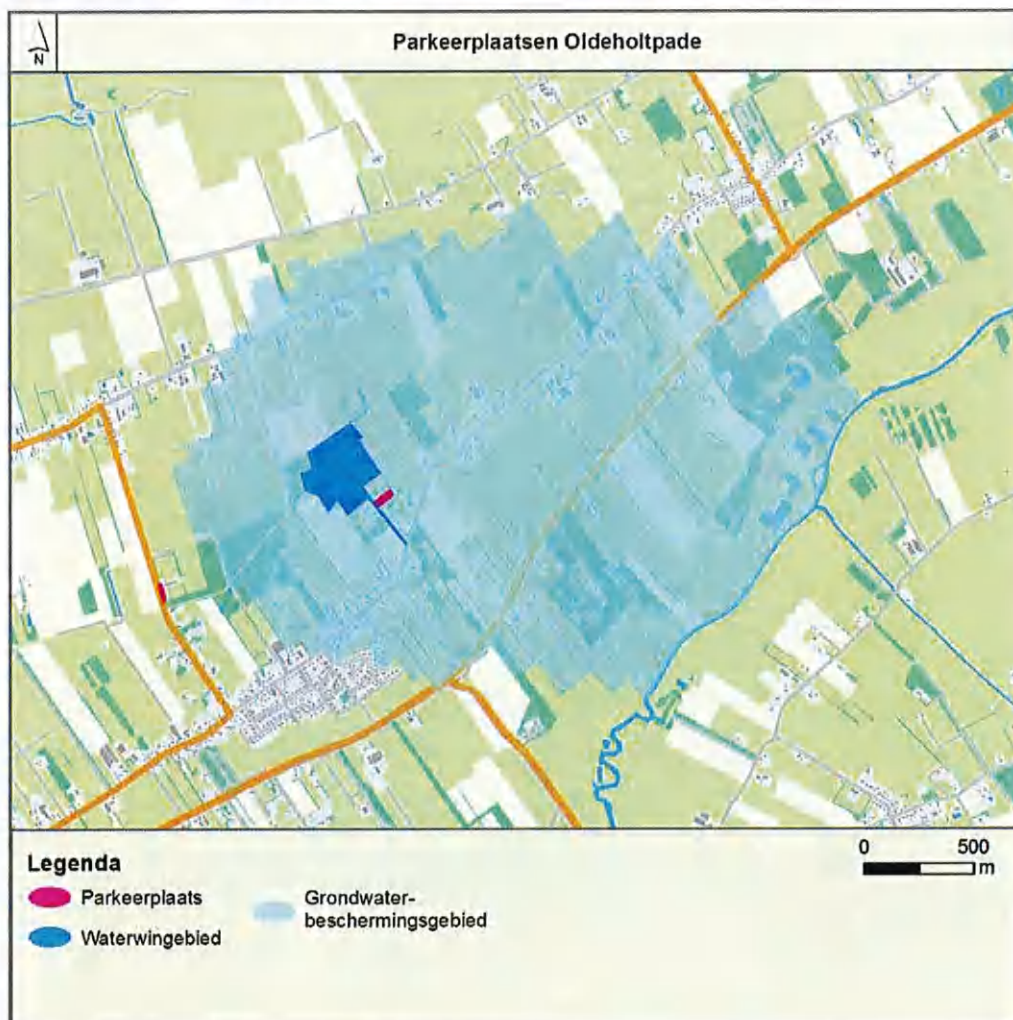 N
Parkeerplaatsen Oldeholtpade
Legenda
Parkeerplaats
Waterwingebied
Grondwater-
beschermingsgebied
0 500
m